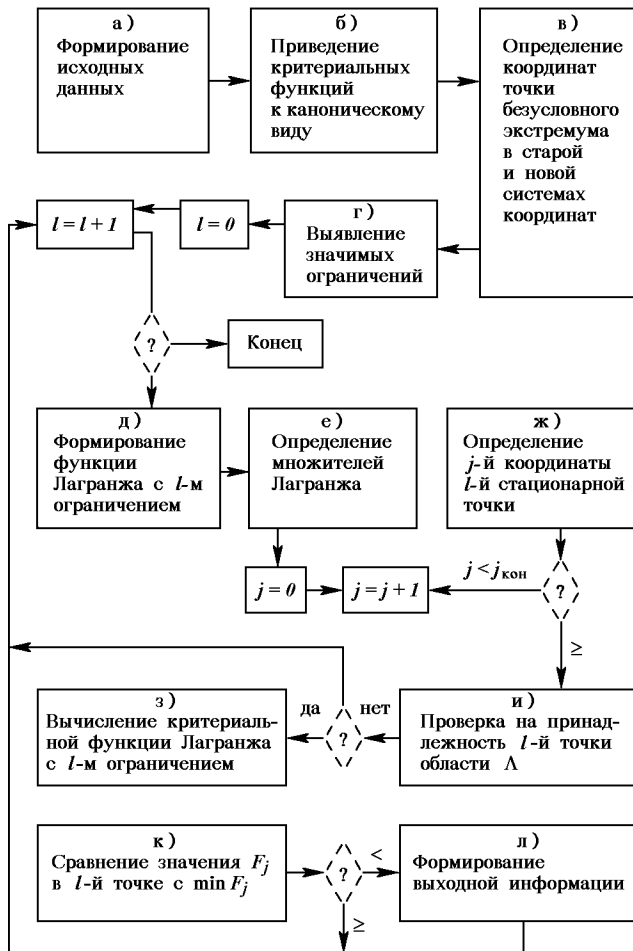 а)
Формирование
исходных
данных
б)
Приведение
критериальных
функций
к каноническому
виду
в)
Определение
координат
точки
безусловного
экстремума
в старой
и новой
системах
координат
l = l + 1
l = 0
г)
Выявление
значимых
ограничений
?
Конец
д)
Формирование
функции
Лагранжа с l-м
ограничением
е)
Определение
множителей
Лагранжа
ж)
Определение
j-й координаты
l-й стационарной
точки
j = 0
j = j + 1
j < jкон
?
≥
з)
Вычисление критериаль-
ной функции Лагранжа
с l-м ограничением
да
?
нет
и)
Проверка на принад-
лежность l-й точки
области Λ
к)
Сравнение значения Fj
в l-й точке с min Fj
?
<
≥
л)
Формирование
выходной информации